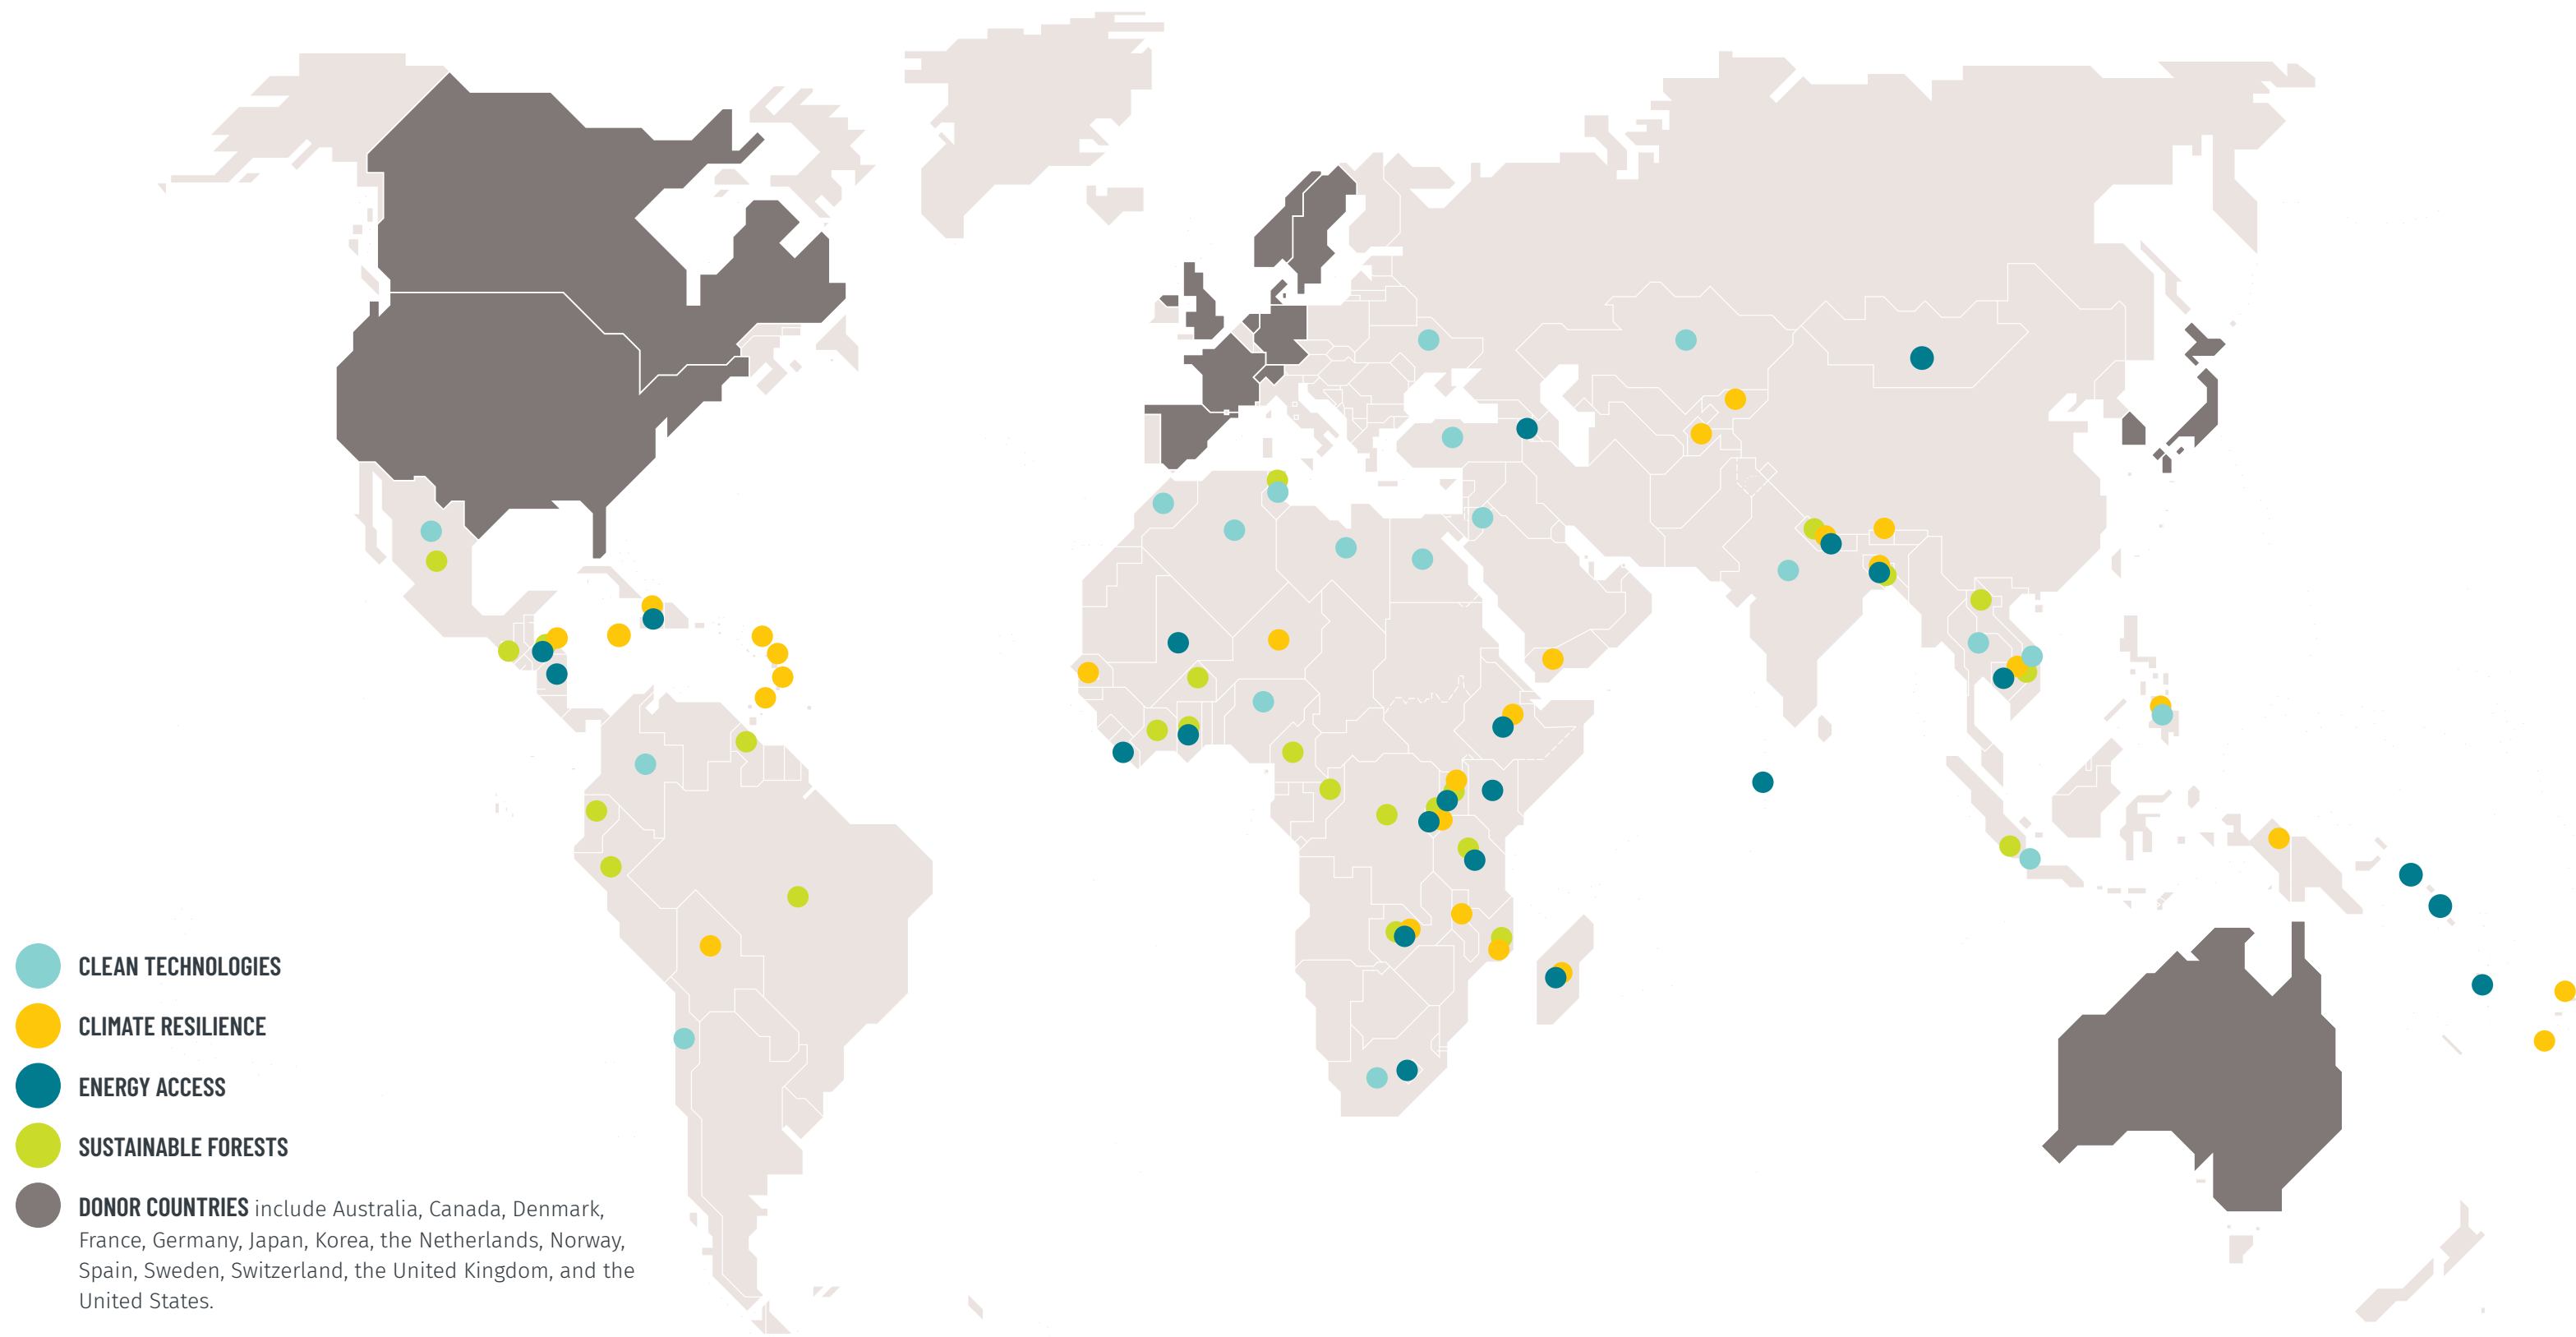 CLEAN TECHNOLOGIES
CLIMATE RESILIENCE
ENERGY ACCESS
SUSTAINABLE FORESTS
DONOR COUNTRIES include Australia, Canada, Denmark,
France, Germany, Japan, Korea, the Netherlands, Norway,
Spain, Sweden, Switzerland, the United Kingdom, and the
United States.